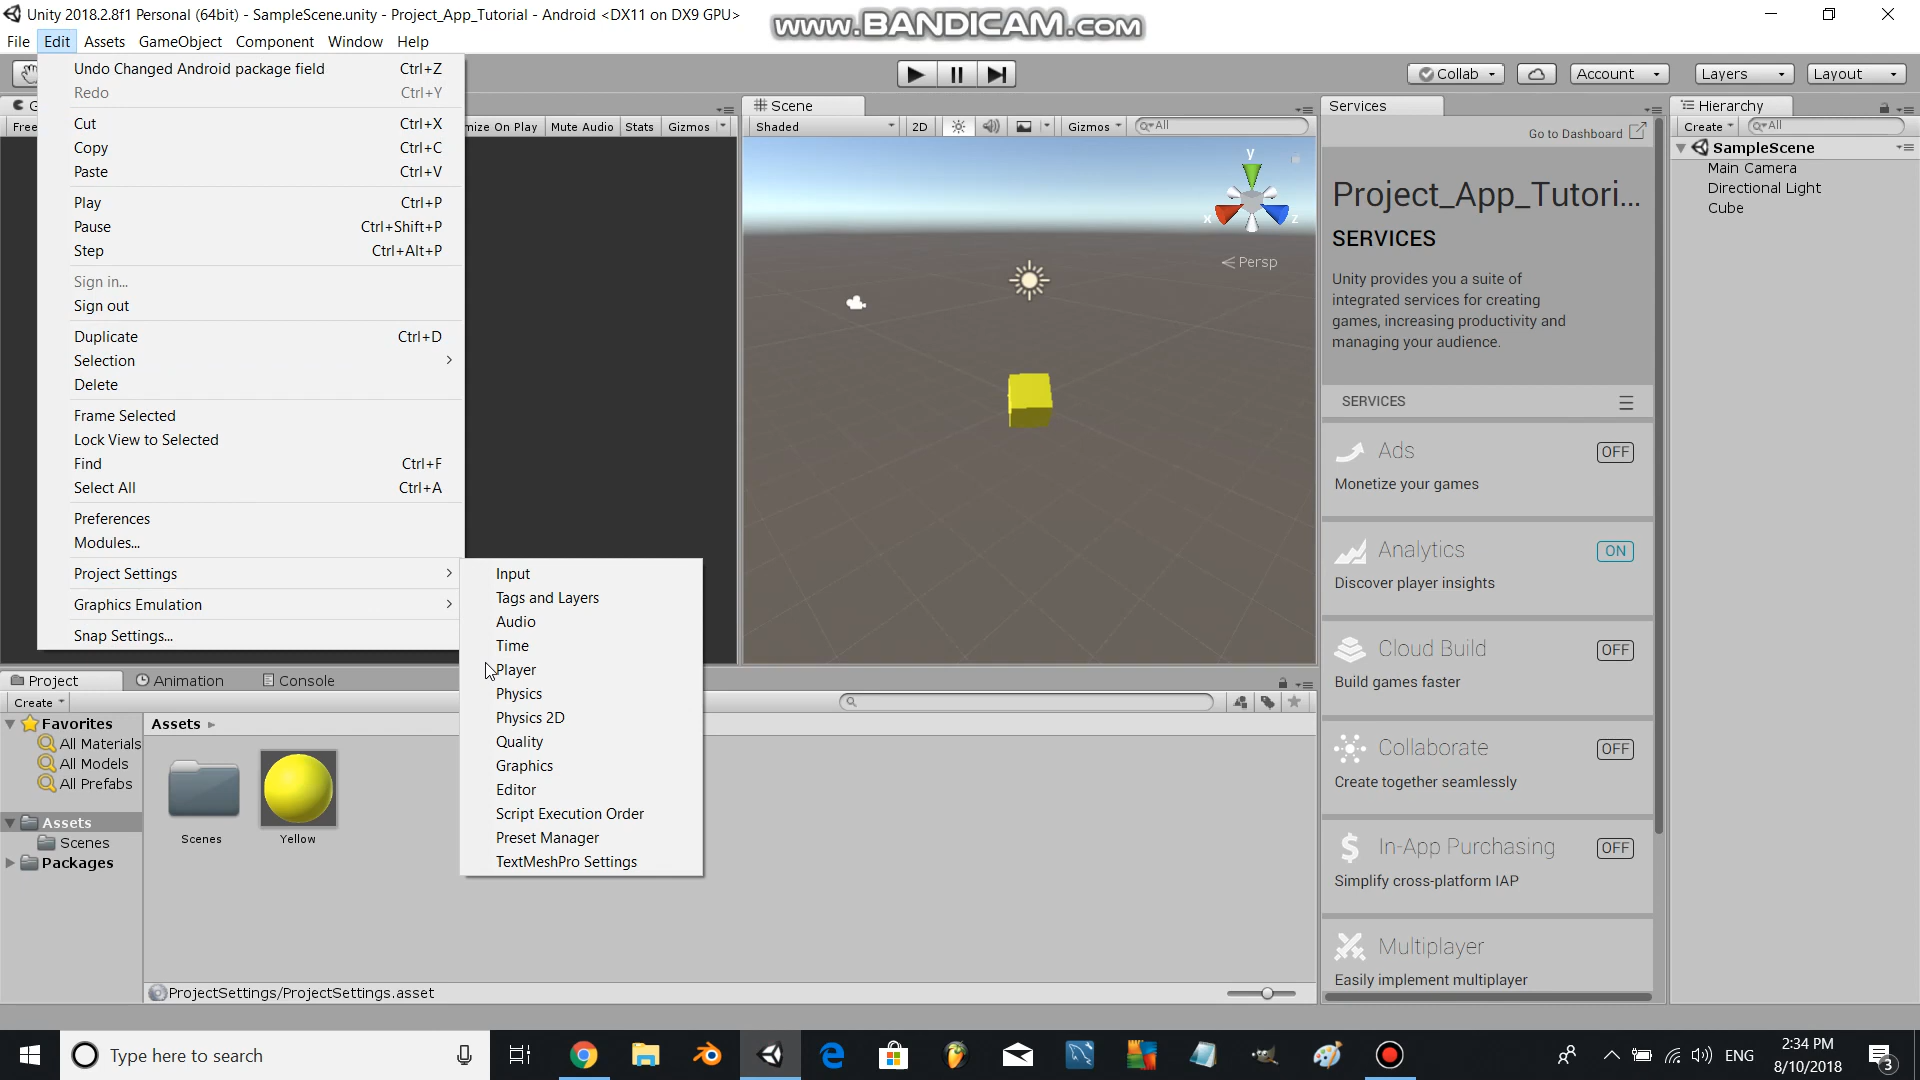 Unity 2018.2.8f1 Personal (64bit) - SampleScene.unity - Project_App_Tutorial - Android <DX11 on DX9 GPU>
www.BANDICAM.com
File Edit Assets GameObject Component Window Help
Undo Changed Android package field Ctrl+Z
Redo Ctrl+Y
Cut Ctrl+X
Copy Ctrl+C
Paste Ctrl+V
Play Ctrl+P
Pause Ctrl+Shift+P
Step Ctrl+Alt+P
Sign in...
Sign out
Duplicate Ctrl+D
Selection
Delete
Frame Selected
Lock View to Selected
Find Ctrl+F
Select All Ctrl+A
Preferences
Modules...
Project Settings
Graphics Emulation
Snap Settings...
Input
Tags and Layers
Audio
Time
Player
Physics
Physics 2D
Quality
Graphics
Editor
Script Execution Order
Preset Manager
TextMeshPro Settings
Collab Account Layers Layout
G
Free mize On Play Mute Audio Stats Gizmos
Scene
Shaded 2D Gizmos All
y
x z
Persp
Services
Go to Dashboard
Project_App_Tutori...
SERVICES
Unity provides you a suite of
integrated services for creating
games, increasing productivity and
managing your audience.
SERVICES
Ads OFF
Monetize your games
Analytics ON
Discover player insights
Cloud Build OFF
Build games faster
Collaborate OFF
Create together seamlessly
In-App Purchasing OFF
Simplify cross-platform IAP
Multiplayer
Easily implement multiplayer
Hierarchy
Create All
SampleScene
Main Camera
Directional Light
Cube
Project Animation Console
Create
Favorites
All Materials
All Models
All Prefabs
Assets
Scenes
Packages
Assets
Scenes Yellow
ProjectSettings/ProjectSettings.asset
Type here to search
ENG
2:34 PM
8/10/2018
3